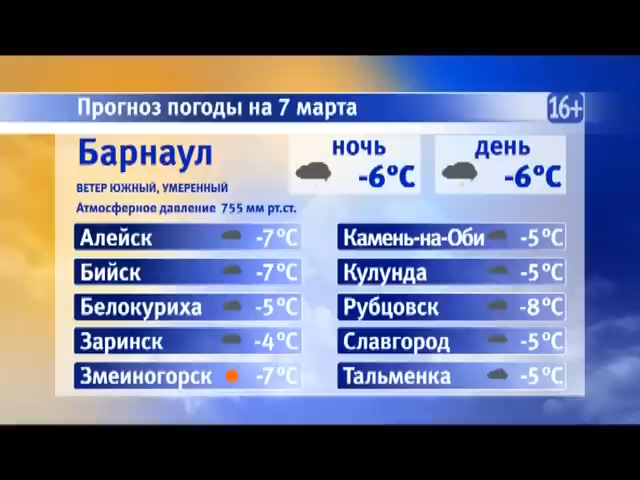 Прогноз погоды на 7 марта 16+
Барнаул
ночь
-6°C
день
-6°C
ВЕТЕР ЮЖНЫЙ, УМЕРЕННЫЙ
Атмосферное давление 755 мм рт.ст.
Алейск -7°C
Бийск -7°C
Белокуриха -5°C
Заринск -4°C
Змеиногорск -7°C
Камень-на-Оби -5°C
Кулунда -5°C
Рубцовск -8°C
Славгород -5°C
Тальменка -5°C